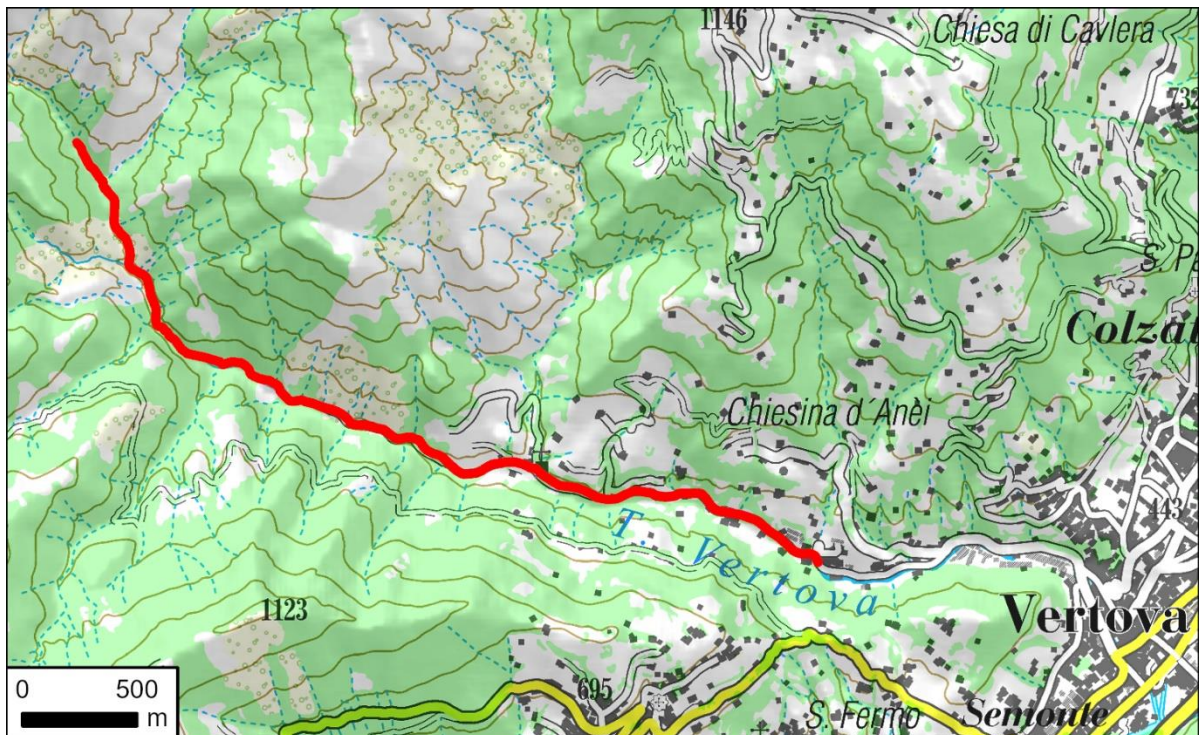 1146
Chiesa di Cavlera
732
S. Pa
Colzat
Chiesina d'Anèi
443
T. Vertova
1123
Vertova
695
S. Fermo
Semonte
0 500
m